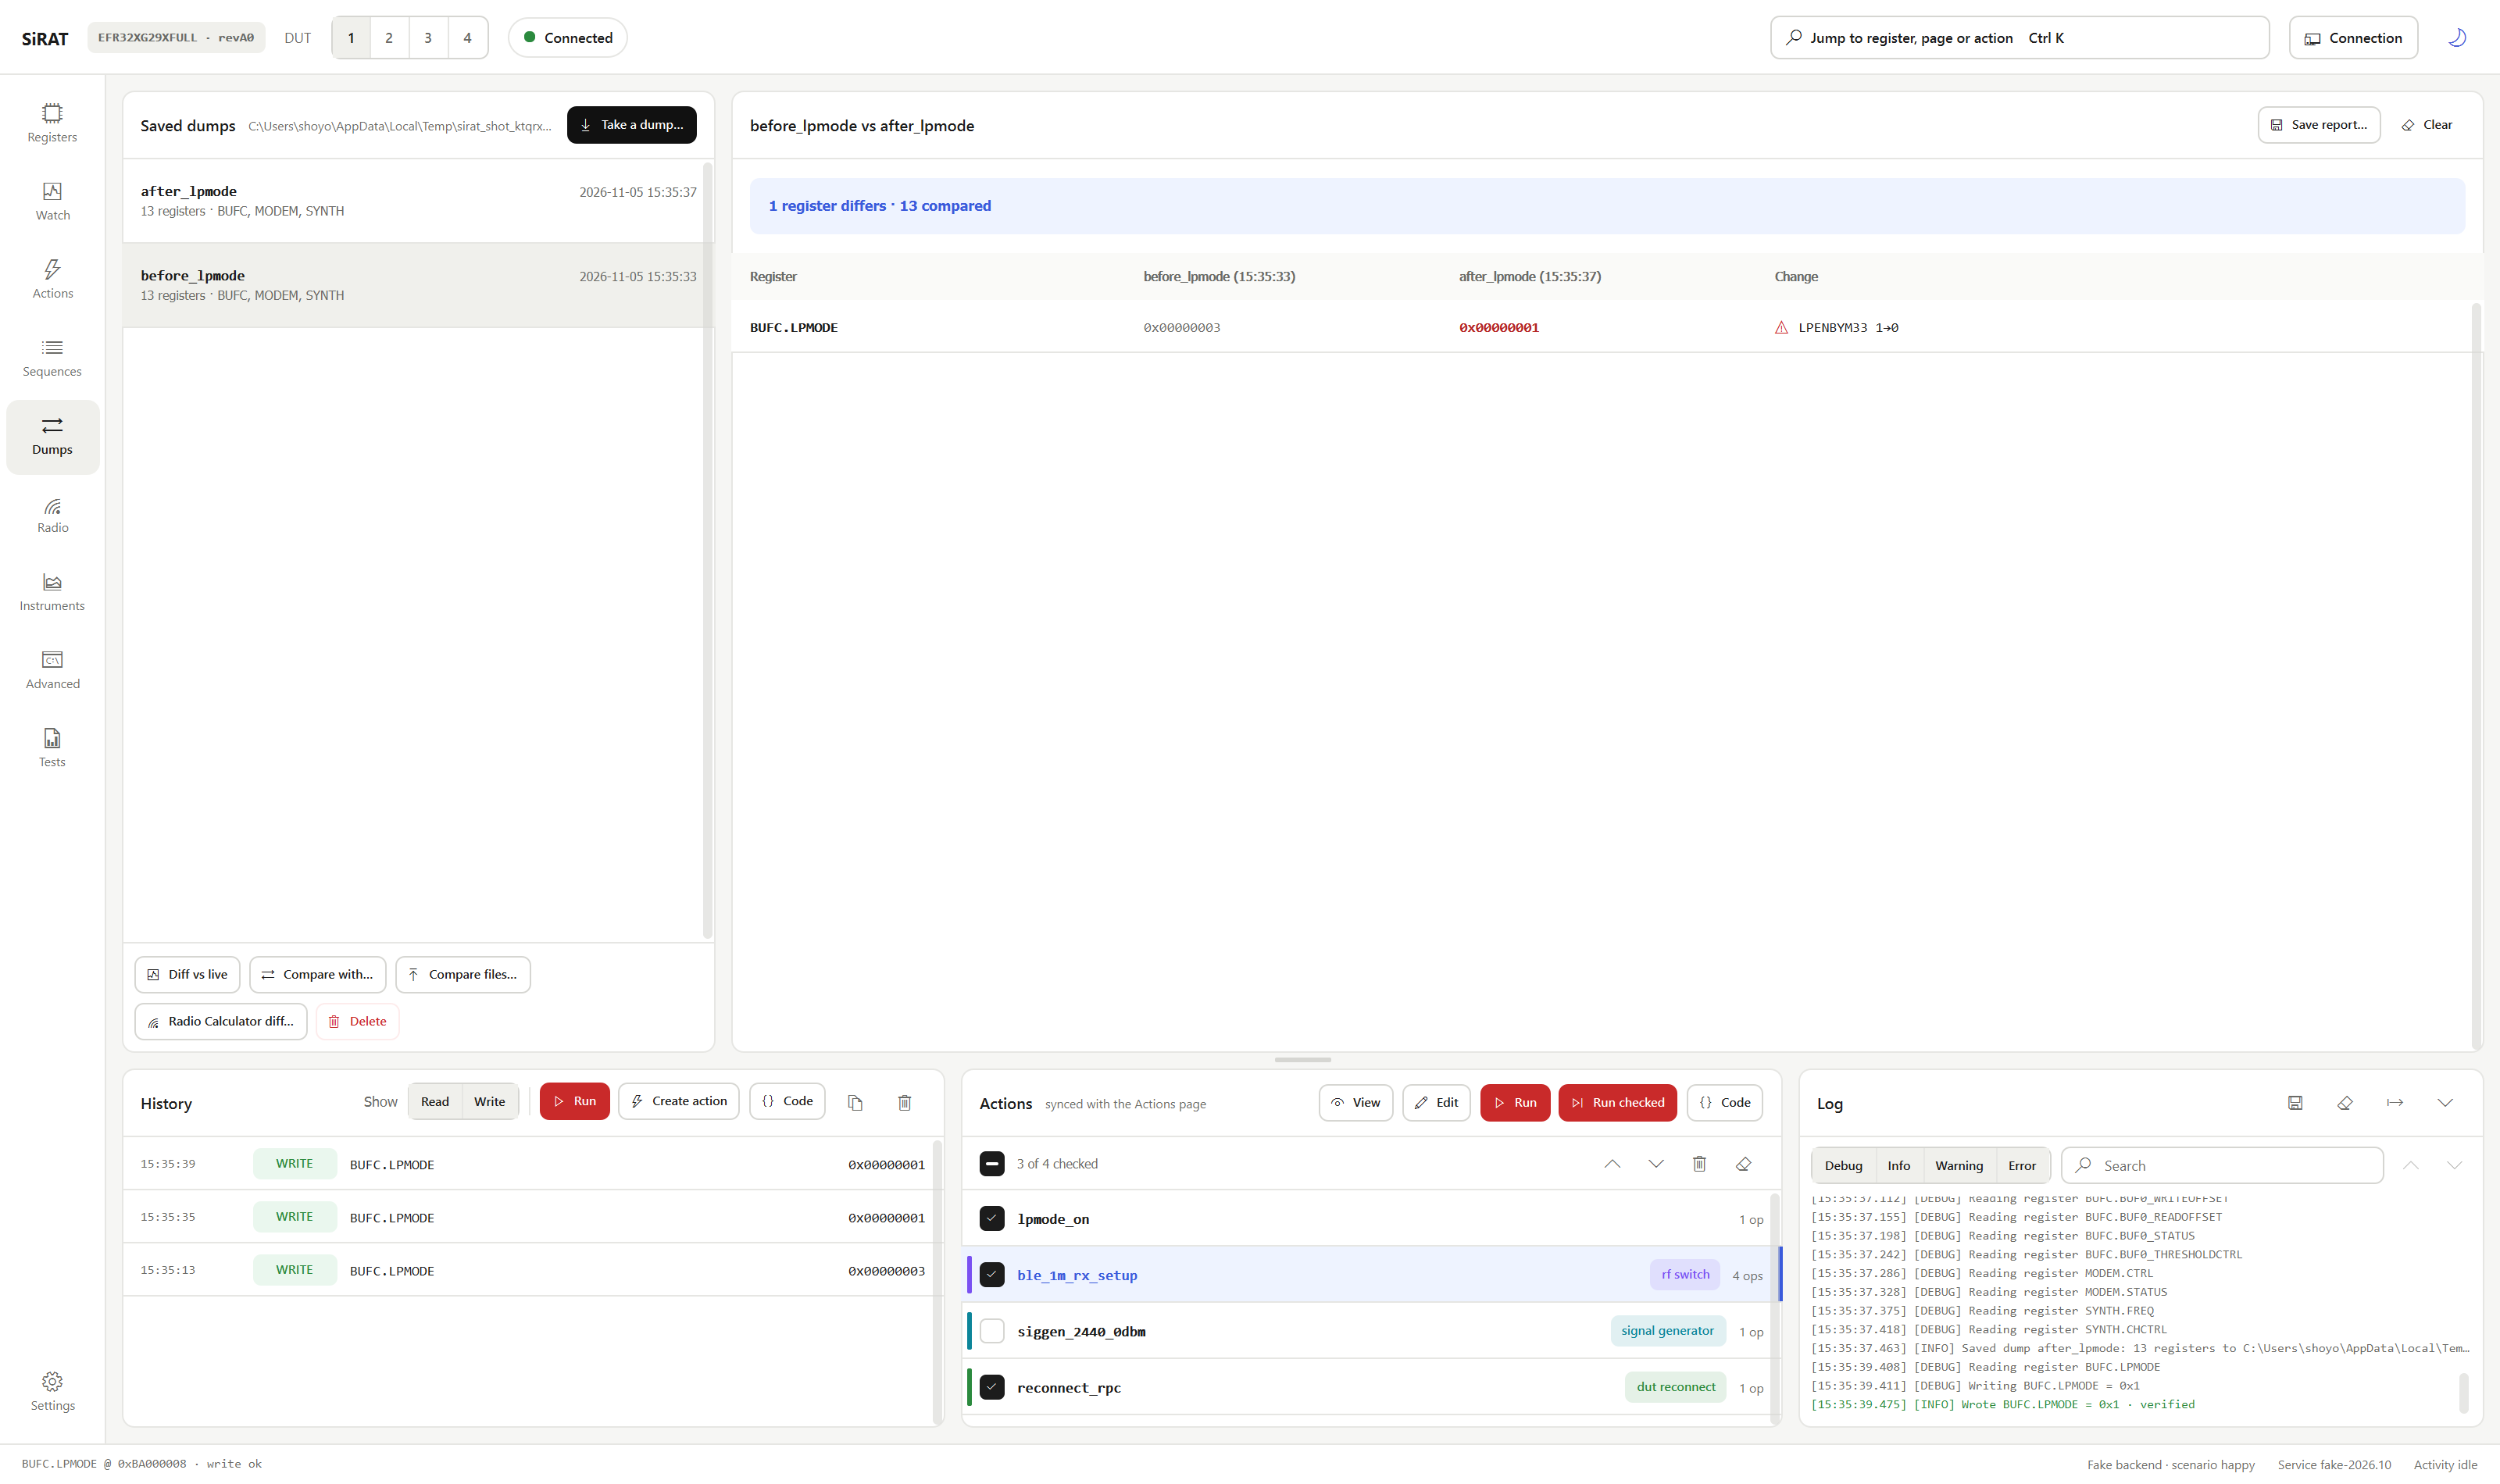 SiRAT
EFR32XG29XFULL · revA0
DUT
1 2 3 4
Connected
Jump to register, page or action Ctrl K
Connection
Registers
Watch
Actions
Sequences
Dumps
Radio
Instruments
C:\
Advanced
Tests
Settings
Saved dumps C:\Users\shoyo\AppData\Local\Temp\sirat_shot_ktqrx...
Take a dump...
after_lpmode 2026-11-05 15:35:37
13 registers · BUFC, MODEM, SYNTH
before_lpmode 2026-11-05 15:35:33
13 registers · BUFC, MODEM, SYNTH
Diff vs live Compare with... Compare files...
Radio Calculator diff... Delete
before_lpmode vs after_lpmode
Save report... Clear
1 register differs · 13 compared
Register before_lpmode (15:35:33) after_lpmode (15:35:37) Change
BUFC.LPMODE 0x00000003 0x00000001 LPENBYM33 1→0
History Show Read Write Run Create action {} Code
15:35:39 WRITE BUFC.LPMODE 0x00000001
15:35:35 WRITE BUFC.LPMODE 0x00000001
15:35:13 WRITE BUFC.LPMODE 0x00000003
Actions synced with the Actions page View Edit Run Run checked {} Code
3 of 4 checked
lpmode_on 1 op
ble_1m_rx_setup rf switch 4 ops
siggen_2440_0dbm signal generator 1 op
reconnect_rpc dut reconnect 1 op
Log
Debug Info Warning Error Search
[15:35:37.112] [DEBUG] Reading register BUFC.BUF0_WRITEOFFSET
[15:35:37.155] [DEBUG] Reading register BUFC.BUF0_READOFFSET
[15:35:37.198] [DEBUG] Reading register BUFC.BUF0_STATUS
[15:35:37.242] [DEBUG] Reading register BUFC.BUF0_THRESHOLDCTRL
[15:35:37.286] [DEBUG] Reading register MODEM.CTRL
[15:35:37.328] [DEBUG] Reading register MODEM.STATUS
[15:35:37.375] [DEBUG] Reading register SYNTH.FREQ
[15:35:37.418] [DEBUG] Reading register SYNTH.CHCTRL
[15:35:37.463] [INFO] Saved dump after_lpmode: 13 registers to C:\Users\shoyo\AppData\Local\Tem...
[15:35:39.408] [DEBUG] Reading register BUFC.LPMODE
[15:35:39.411] [DEBUG] Writing BUFC.LPMODE = 0x1
[15:35:39.475] [INFO] Wrote BUFC.LPMODE = 0x1 · verified
BUFC.LPMODE @ 0xBA000008 · write ok
Fake backend · scenario happy Service fake-2026.10 Activity idle